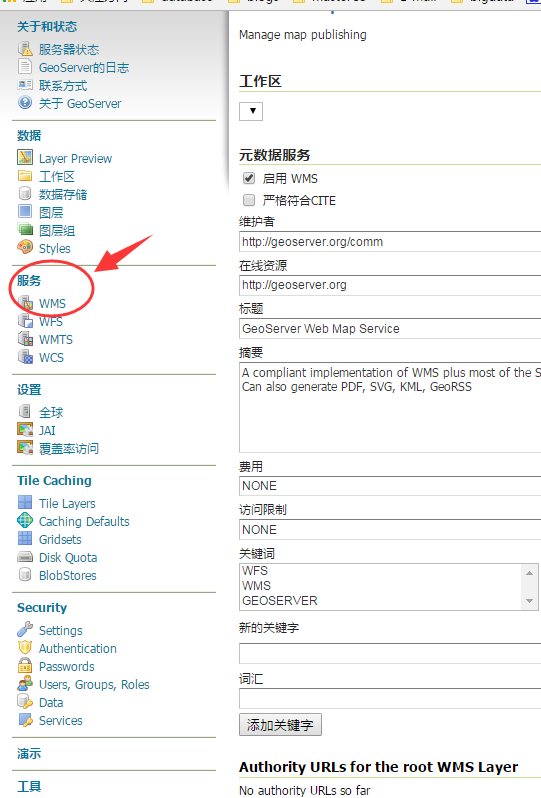 关于和状态
服务器状态
GeoServer的日志
联系方式
关于 GeoServer
数据
Layer Preview
工作区
数据存储
图层
图层组
Styles
服务
WMS
WFS
WMTS
WCS
设置
全球
JAI
覆盖率访问
Tile Caching
Tile Layers
Caching Defaults
Gridsets
Disk Quota
BlobStores
Security
Settings
Authentication
Passwords
Users, Groups, Roles
Data
Services
演示
工具
Manage map publishing
工作区
元数据服务
启用 WMS
严格符合CITE
维护者
http://geoserver.org/comm
在线资源
http://geoserver.org
标题
GeoServer Web Map Service
摘要
A compliant implementation of WMS plus most of the S
Can also generate PDF, SVG, KML, GeoRSS
费用
NONE
访问限制
NONE
关键词
WFS
WMS
GEOSERVER
新的关键字
词汇
添加关键字
Authority URLs for the root WMS Layer
No authority URLs so far